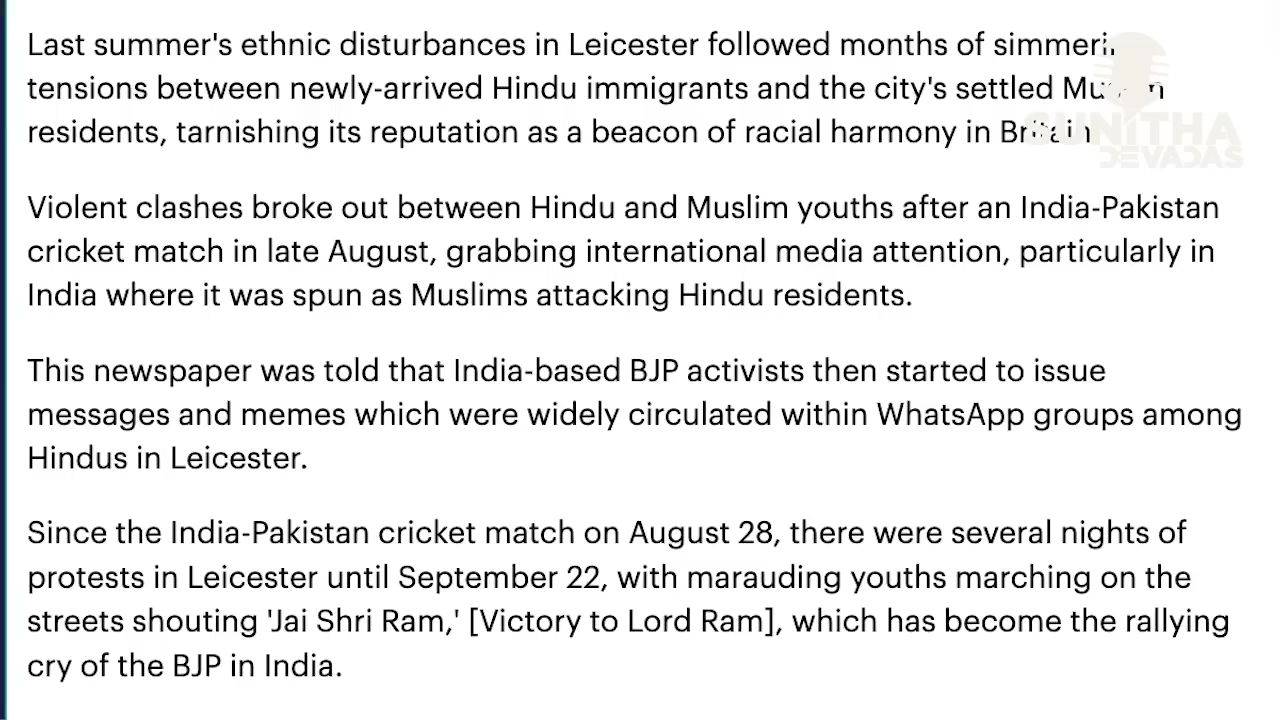 Last summer's ethnic disturbances in Leicester followed months of
tensions between newly-arrived Hindu immigrants and the city's settled
residents, tarnishing its reputation as a beacon of racial harmony in Britain
SUNITHA
DEVADAS
Violent clashes broke out between Hindu and Muslim youths after an India-Pakistan
cricket match in late August, grabbing international media attention, particularly in
India where it was spun as Muslims attacking Hindu residents.
This newspaper was told that India-based BJP activists then started to issue
messages and memes which were widely circulated within WhatsApp groups among
Hindus in Leicester.
Since the India-Pakistan cricket match on August 28, there were several nights of
protests in Leicester until September 22, with marauding youths marching on the
streets shouting 'Jai Shri Ram,' [Victory to Lord Ram], which has become the rallying
cry of the BJP in India.